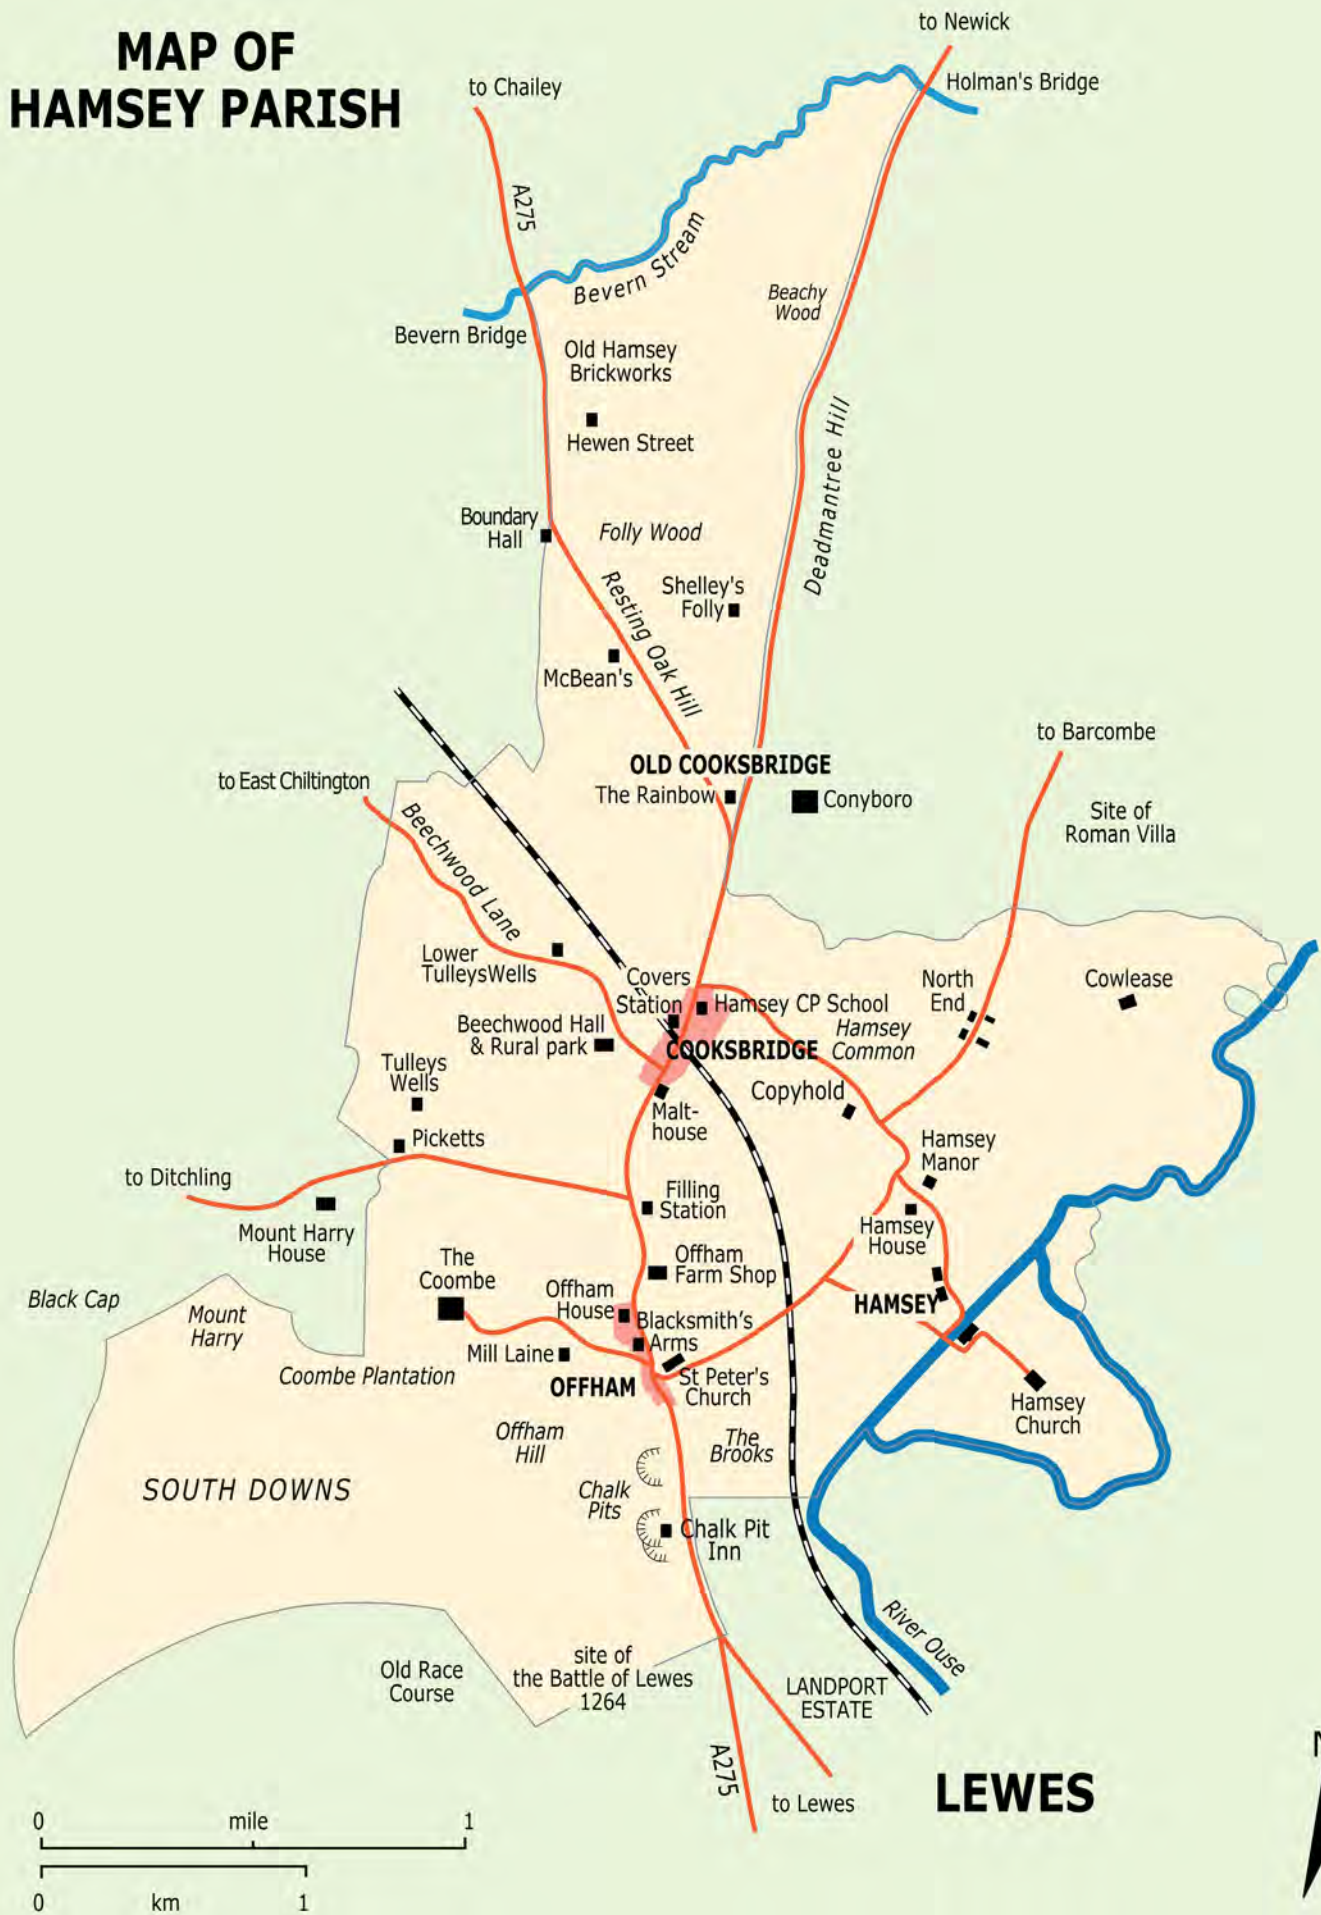 MAP OF
HAMSEY PARISH
to Newick
Holman's Bridge
to Chailey
A275
Bevern Stream
Beachy
Wood
Bevern Bridge
Old Hamsey
Brickworks
Hewen Street
Deadmantree Hill
Boundary
Hall
Folly Wood
Resting Oak Hill
Shelley's
Folly
McBean's
to Barcombe
OLD COOKSBRIDGE
to East Chiltington
The Rainbow
Conyboro
Site of
Roman Villa
Beechwood Lane
Lower
TulleysWells
Covers
Station
Hamsey CP School
North
End
Cowlease
Beechwood Hall
& Rural park
Hamsey
Common
COOKSBRIDGE
Tulleys
Wells
Copyhold
Malt-
house
Picketts
Hamsey
Manor
to Ditchling
Filling
Station
Mount Harry
House
Hamsey
House
The
Coombe
Offham
Farm Shop
Offham
House
Black Cap
Mount
Harry
HAMSEY
Blacksmith's
Arms
Mill Laine
Coombe Plantation
OFFHAM
St Peter's
Church
Hamsey
Church
Offham
Hill
The
Brooks
SOUTH DOWNS
Chalk
Pits
Chalk Pit
Inn
River Ouse
site of
the Battle of Lewes
1264
Old Race
Course
LANDPORT
ESTATE
A275
to Lewes
LEWES
N
0 mile 1
0 km 1